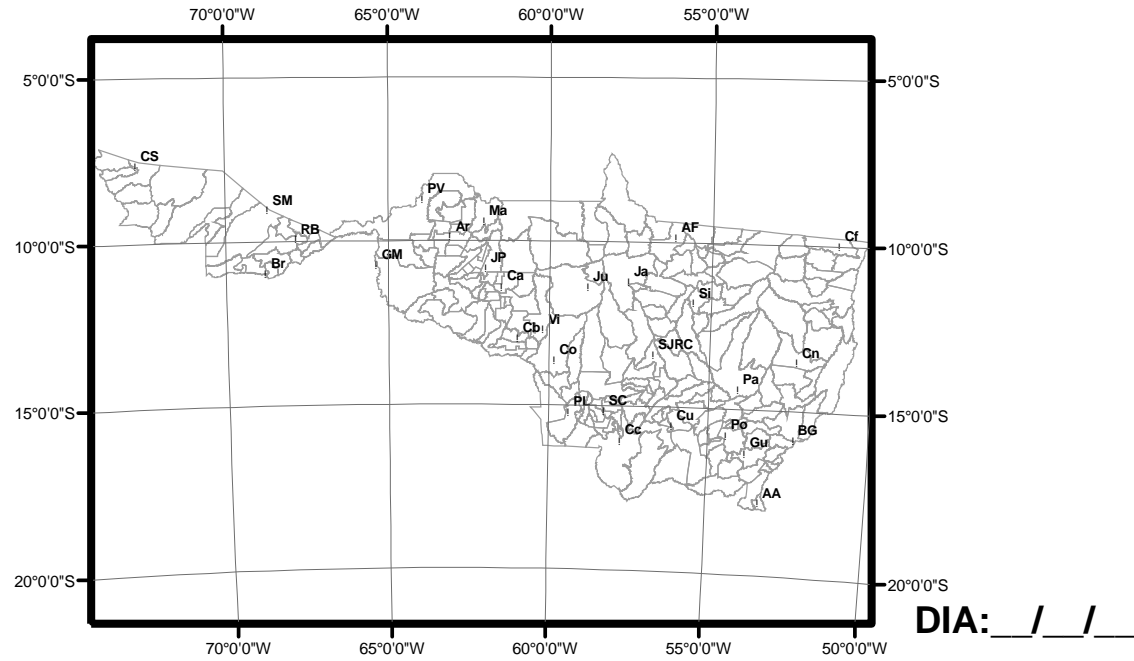 70°0'0"W 65°0'0"W 60°0'0"W 55°0'0"W
5°0'0"S 5°0'0"S
CS
PV
SM
Ma
RB
Ar
AF
Cf
10°0'0"S 10°0'0"S
GM
JP
Br
Ca
Ju
Ja
Si
Vi
Cb
SJRC
Co
Cn
Pa
PL
SC
15°0'0"S 15°0'0"S
Cu
Cc
Po
BG
Gu
AA
20°0'0"S 20°0'0"S
DIA:__/__/__
70°0'0"W 65°0'0"W 60°0'0"W 55°0'0"W 50°0'0"W